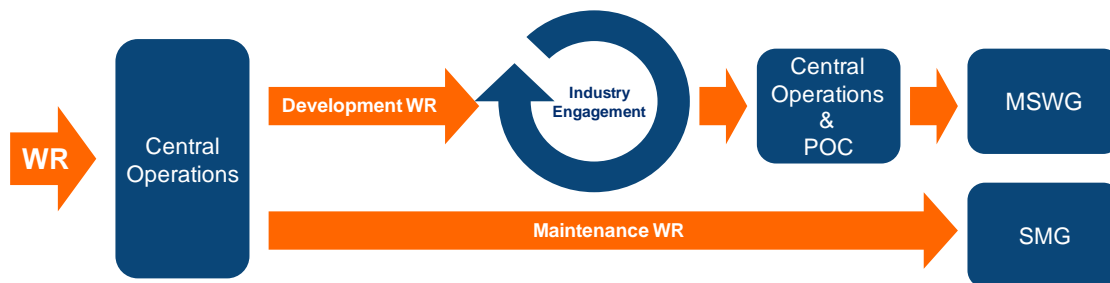 WR
Central
Operations
Development WR
Industry
Engagement
Central
Operations
&
POC
MSWG
Maintenance WR
SMG